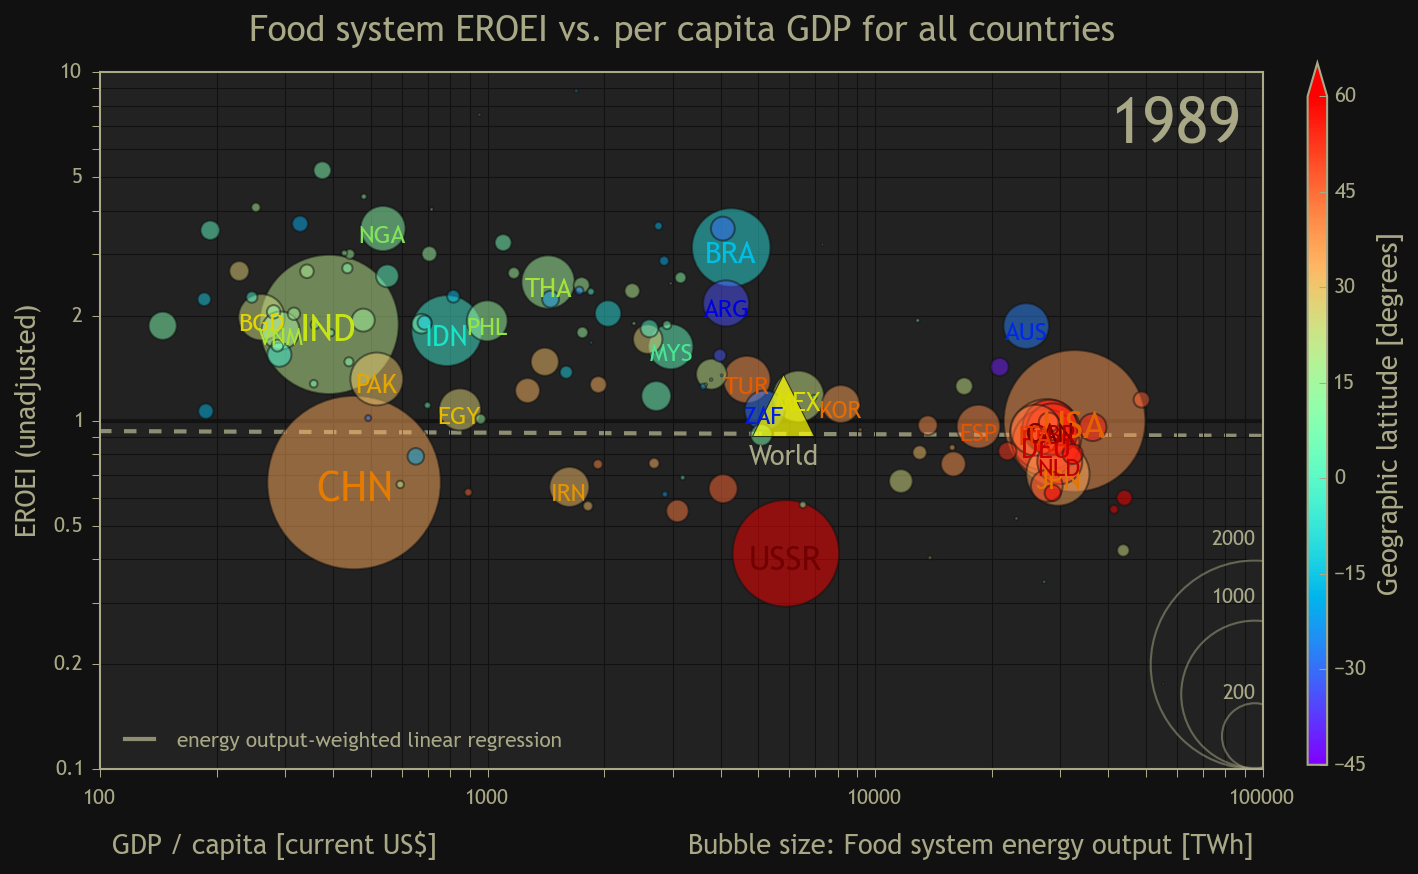 Food system EROEI vs. per capita GDP for all countries
1989
10
5
2
1
0.5
0.2
0.1
EROEI (unadjusted)
NGA
BRA
THA
ARG
BGD
IND
VNM
IDN
PHL
AUS
MYS
PAK
TUR
EGY
ZAF
KOR
ESP
USA
DEU
NLD
JPN
World
CHN
IRN
USSR
2000
1000
200
energy output-weighted linear regression
100
1000
10000
100000
GDP / capita [current US$]
Bubble size: Food system energy output [TWh]
60
45
30
15
0
−15
−30
−45
Geographic latitude [degrees]